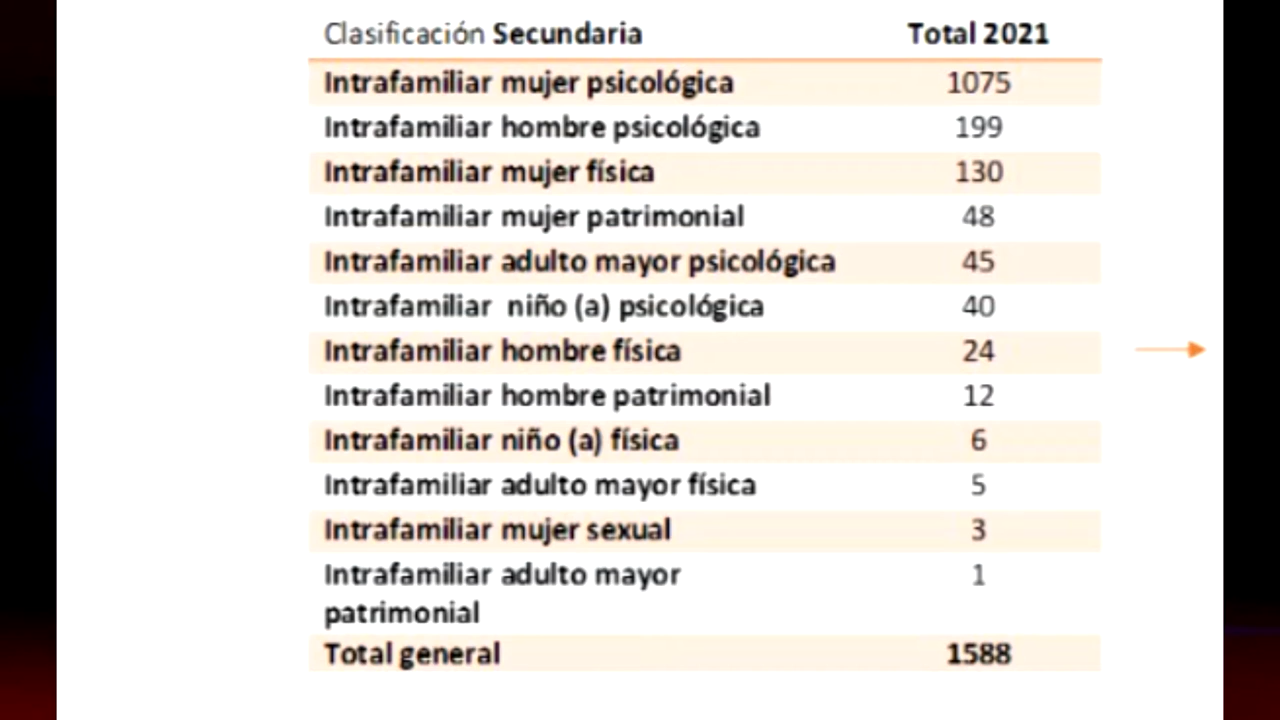 Clasificación Secundaria Total 2021
Intrafamiliar mujer psicológica 1075
Intrafamiliar hombre psicológica 199
Intrafamiliar mujer física 130
Intrafamiliar mujer patrimonial 48
Intrafamiliar adulto mayor psicológica 45
Intrafamiliar niño (a) psicológica 40
Intrafamiliar hombre física 24
Intrafamiliar hombre patrimonial 12
Intrafamiliar niño (a) física 6
Intrafamiliar adulto mayor física 5
Intrafamiliar mujer sexual 3
Intrafamiliar adulto mayor 1
patrimonial
Total general 1588